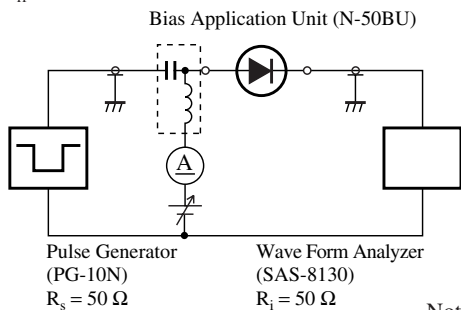 Bias Application Unit (N-50BU)
A
Pulse Generator
(PG-10N)
Rs = 50 Ω
Wave Form Analyzer
(SAS-8130)
Ri = 50 Ω